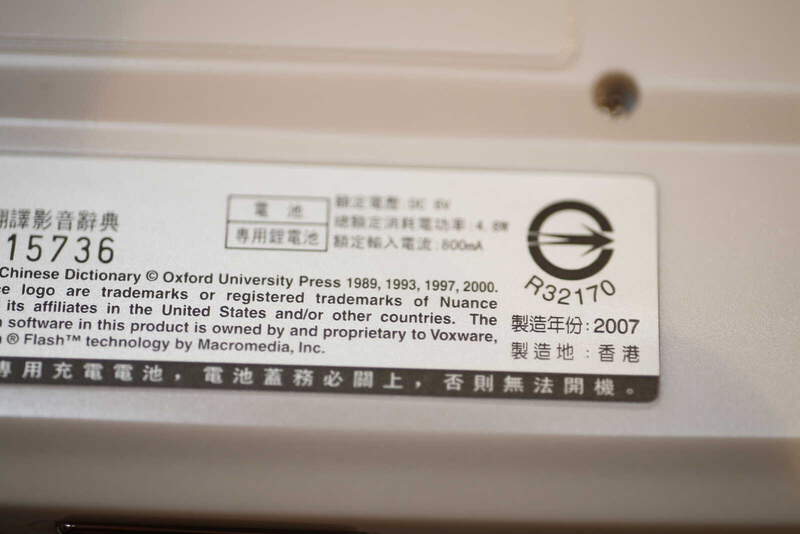 翻譯影音辭典
15736
電池
專用鋰電池
額定電壓:DC 6V
總額定消耗電功率:4.8W
額定輸入電流:800mA
R32170
Chinese Dictionary © Oxford University Press 1989, 1993, 1997, 2000.
ce logo are trademarks or registered trademarks of Nuance
its affiliates in the United States and/or other countries. The
software in this product is owned by and proprietary to Voxware,
® Flash™ technology by Macromedia, Inc.
製造年份:2007
製造地:香港
專用充電電池，電池蓋務必關上，否則無法開機。